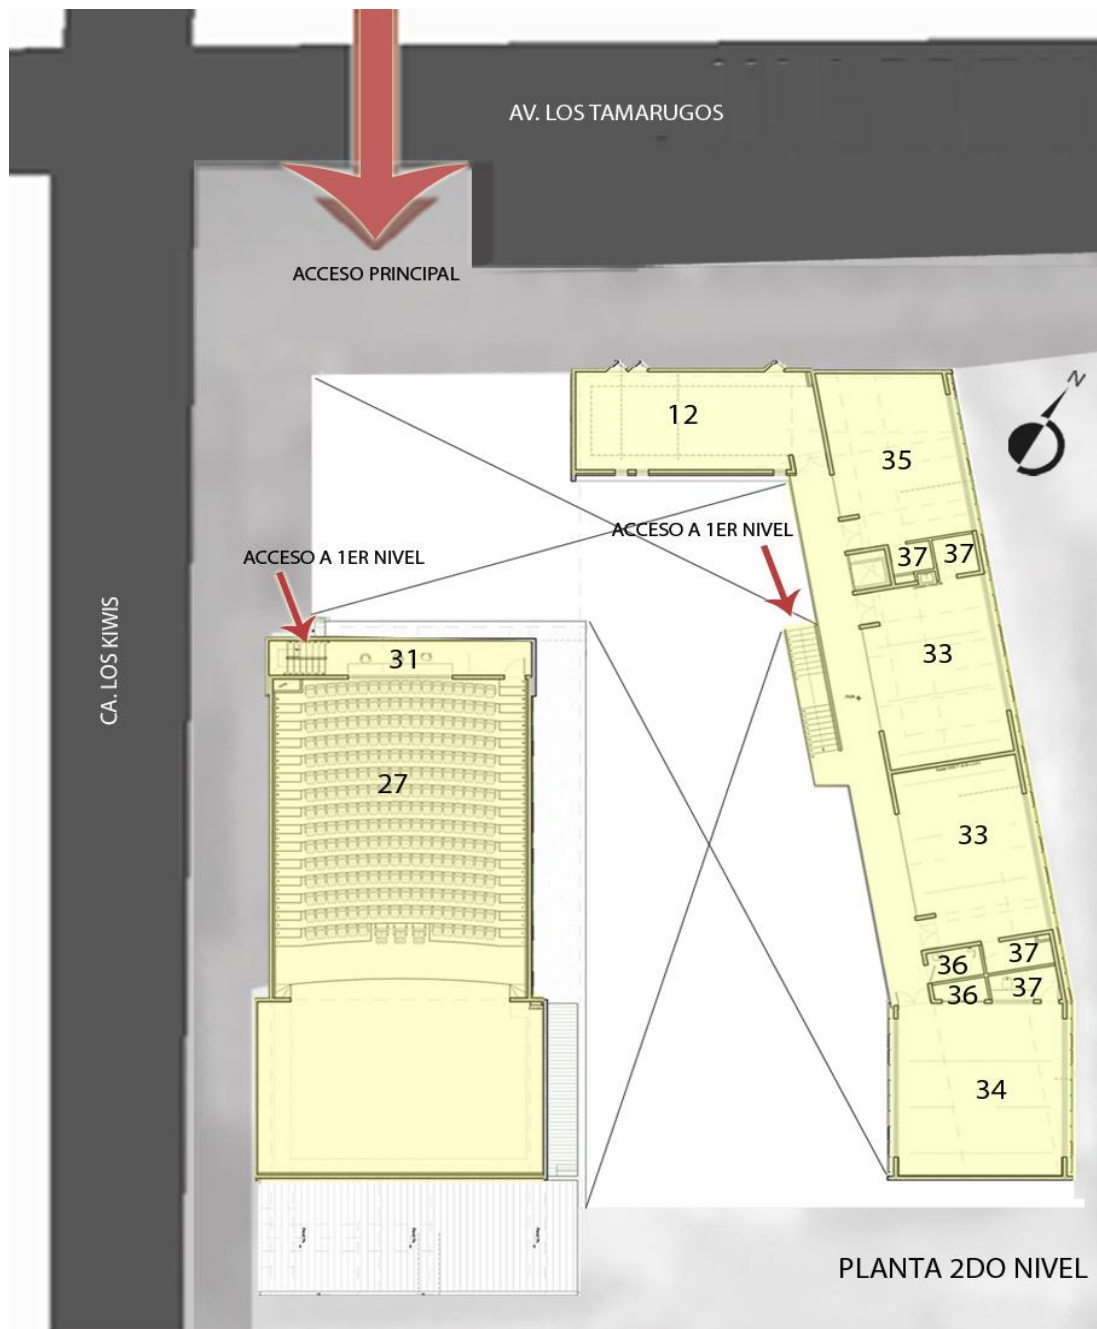 AV. LOS TAMARUGOS
ACCESO PRINCIPAL
N
12
35
ACCESO A 1ER NIVEL
ACCESO A 1ER NIVEL
37
37
CA. LOS KIWIS
31
33
27
33
37
36
37
36
34
PLANTA 2DO NIVEL